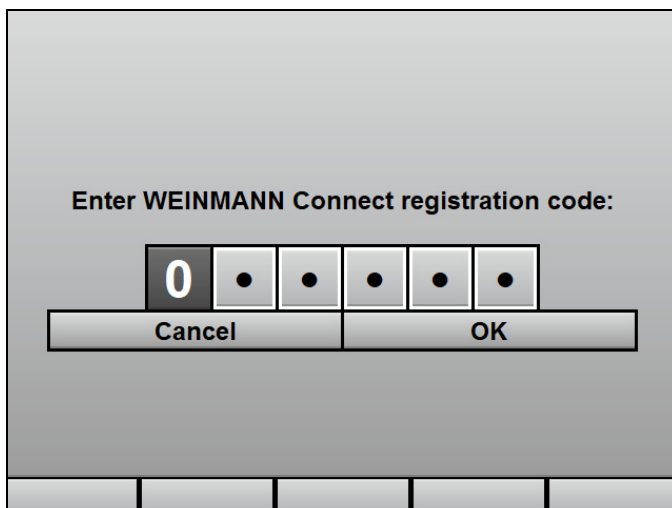 Enter WEINMANN Connect registration code:
0 • • • • •
Cancel OK